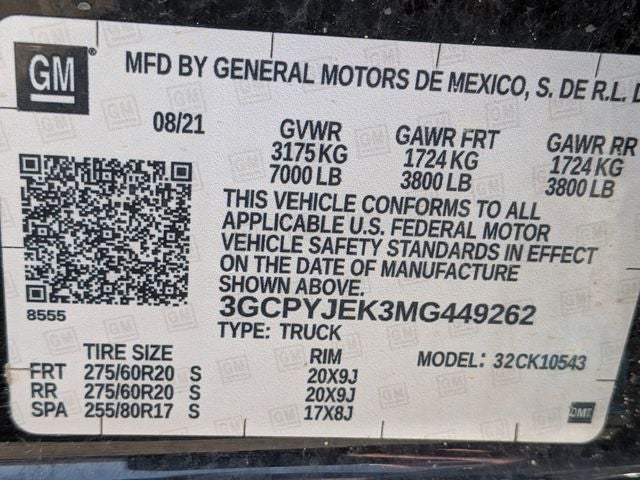 GM
MFD BY GENERAL MOTORS DE MEXICO, S. DE R.L. D
08/21
GVWR GAWR FRT GAWR RR
3175 KG 1724 KG 1724 KG
7000 LB 3800 LB 3800 LB
THIS VEHICLE CONFORMS TO ALL
APPLICABLE U.S. FEDERAL MOTOR
VEHICLE SAFETY STANDARDS IN EFFECT
ON THE DATE OF MANUFACTURE
SHOWN ABOVE.
8555
3GCPYJEK3MG449262
TYPE: TRUCK
TIRE SIZE RIM MODEL: 32CK10543
FRT 275/60R20 S 20X9J
RR 275/60R20 S 20X9J
SPA 255/80R17 S 17X8J
DMT